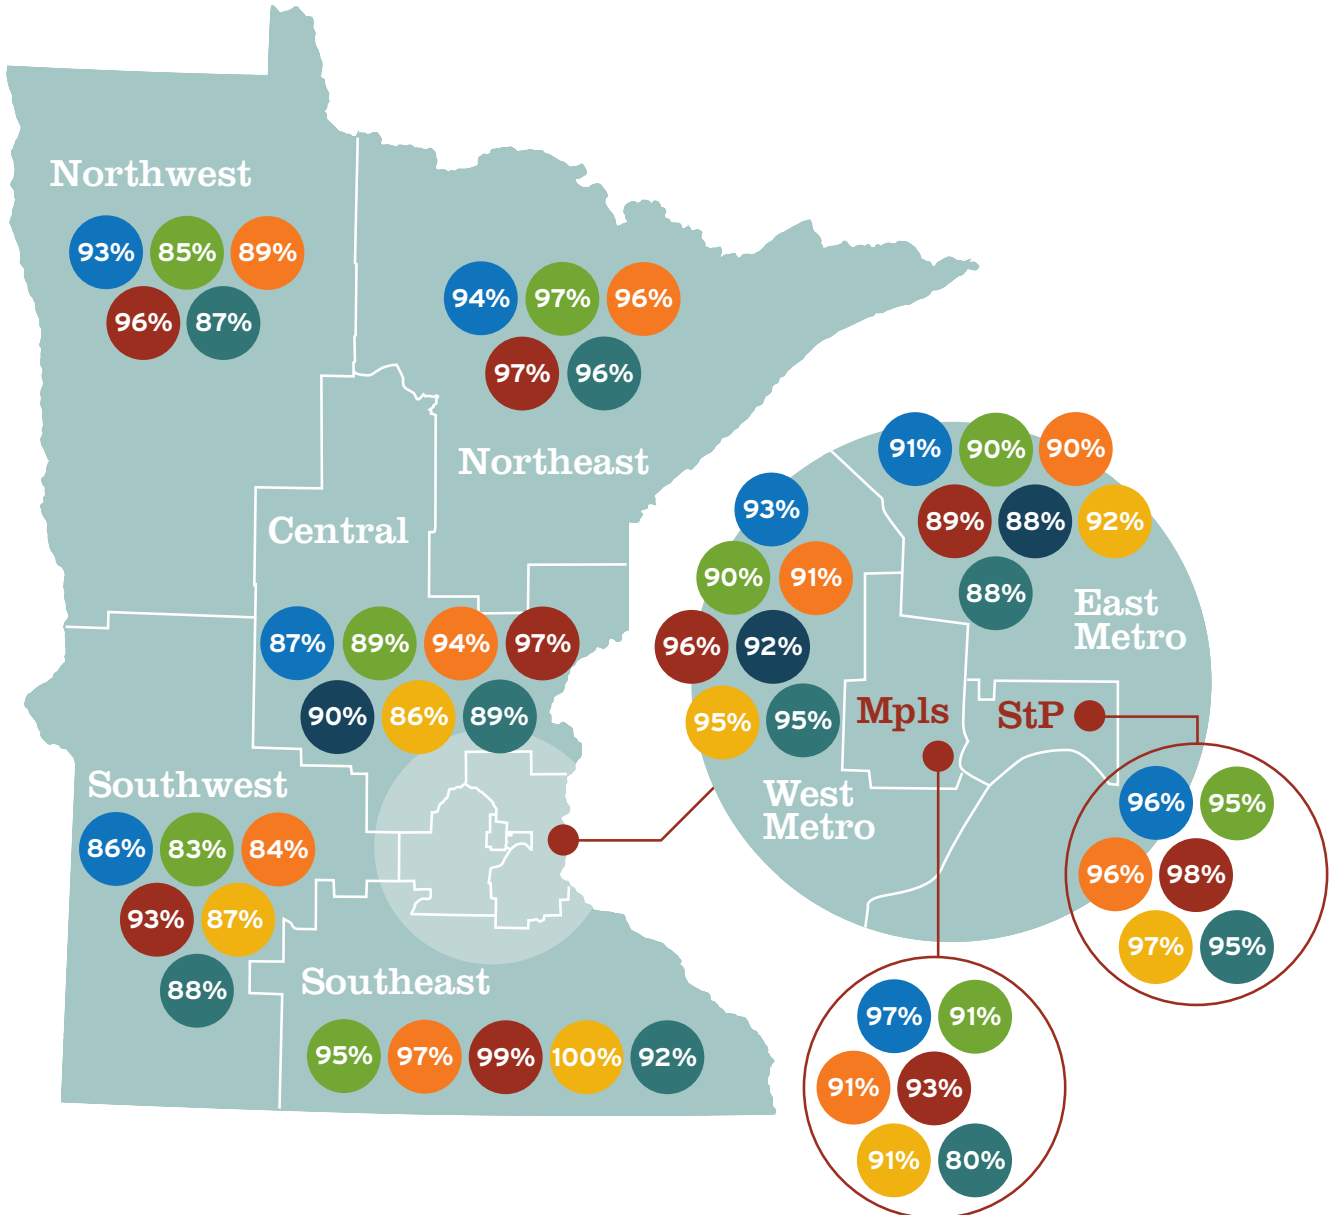 Northwest
93% 85% 89%
96% 87%
94% 97% 96%
97% 96%
Northeast
Central
87% 89% 94% 97%
90% 86% 89%
Southwest
86% 83% 84%
93% 87%
88%
Southeast
95% 97% 99% 100% 92%
93%
90% 91%
96% 92%
95% 95%
West
Metro
91% 90% 90%
89% 88% 92%
88%
East
Metro
Mpls
StP
96% 95%
96% 98%
97% 95%
97% 91%
91% 93%
91% 80%